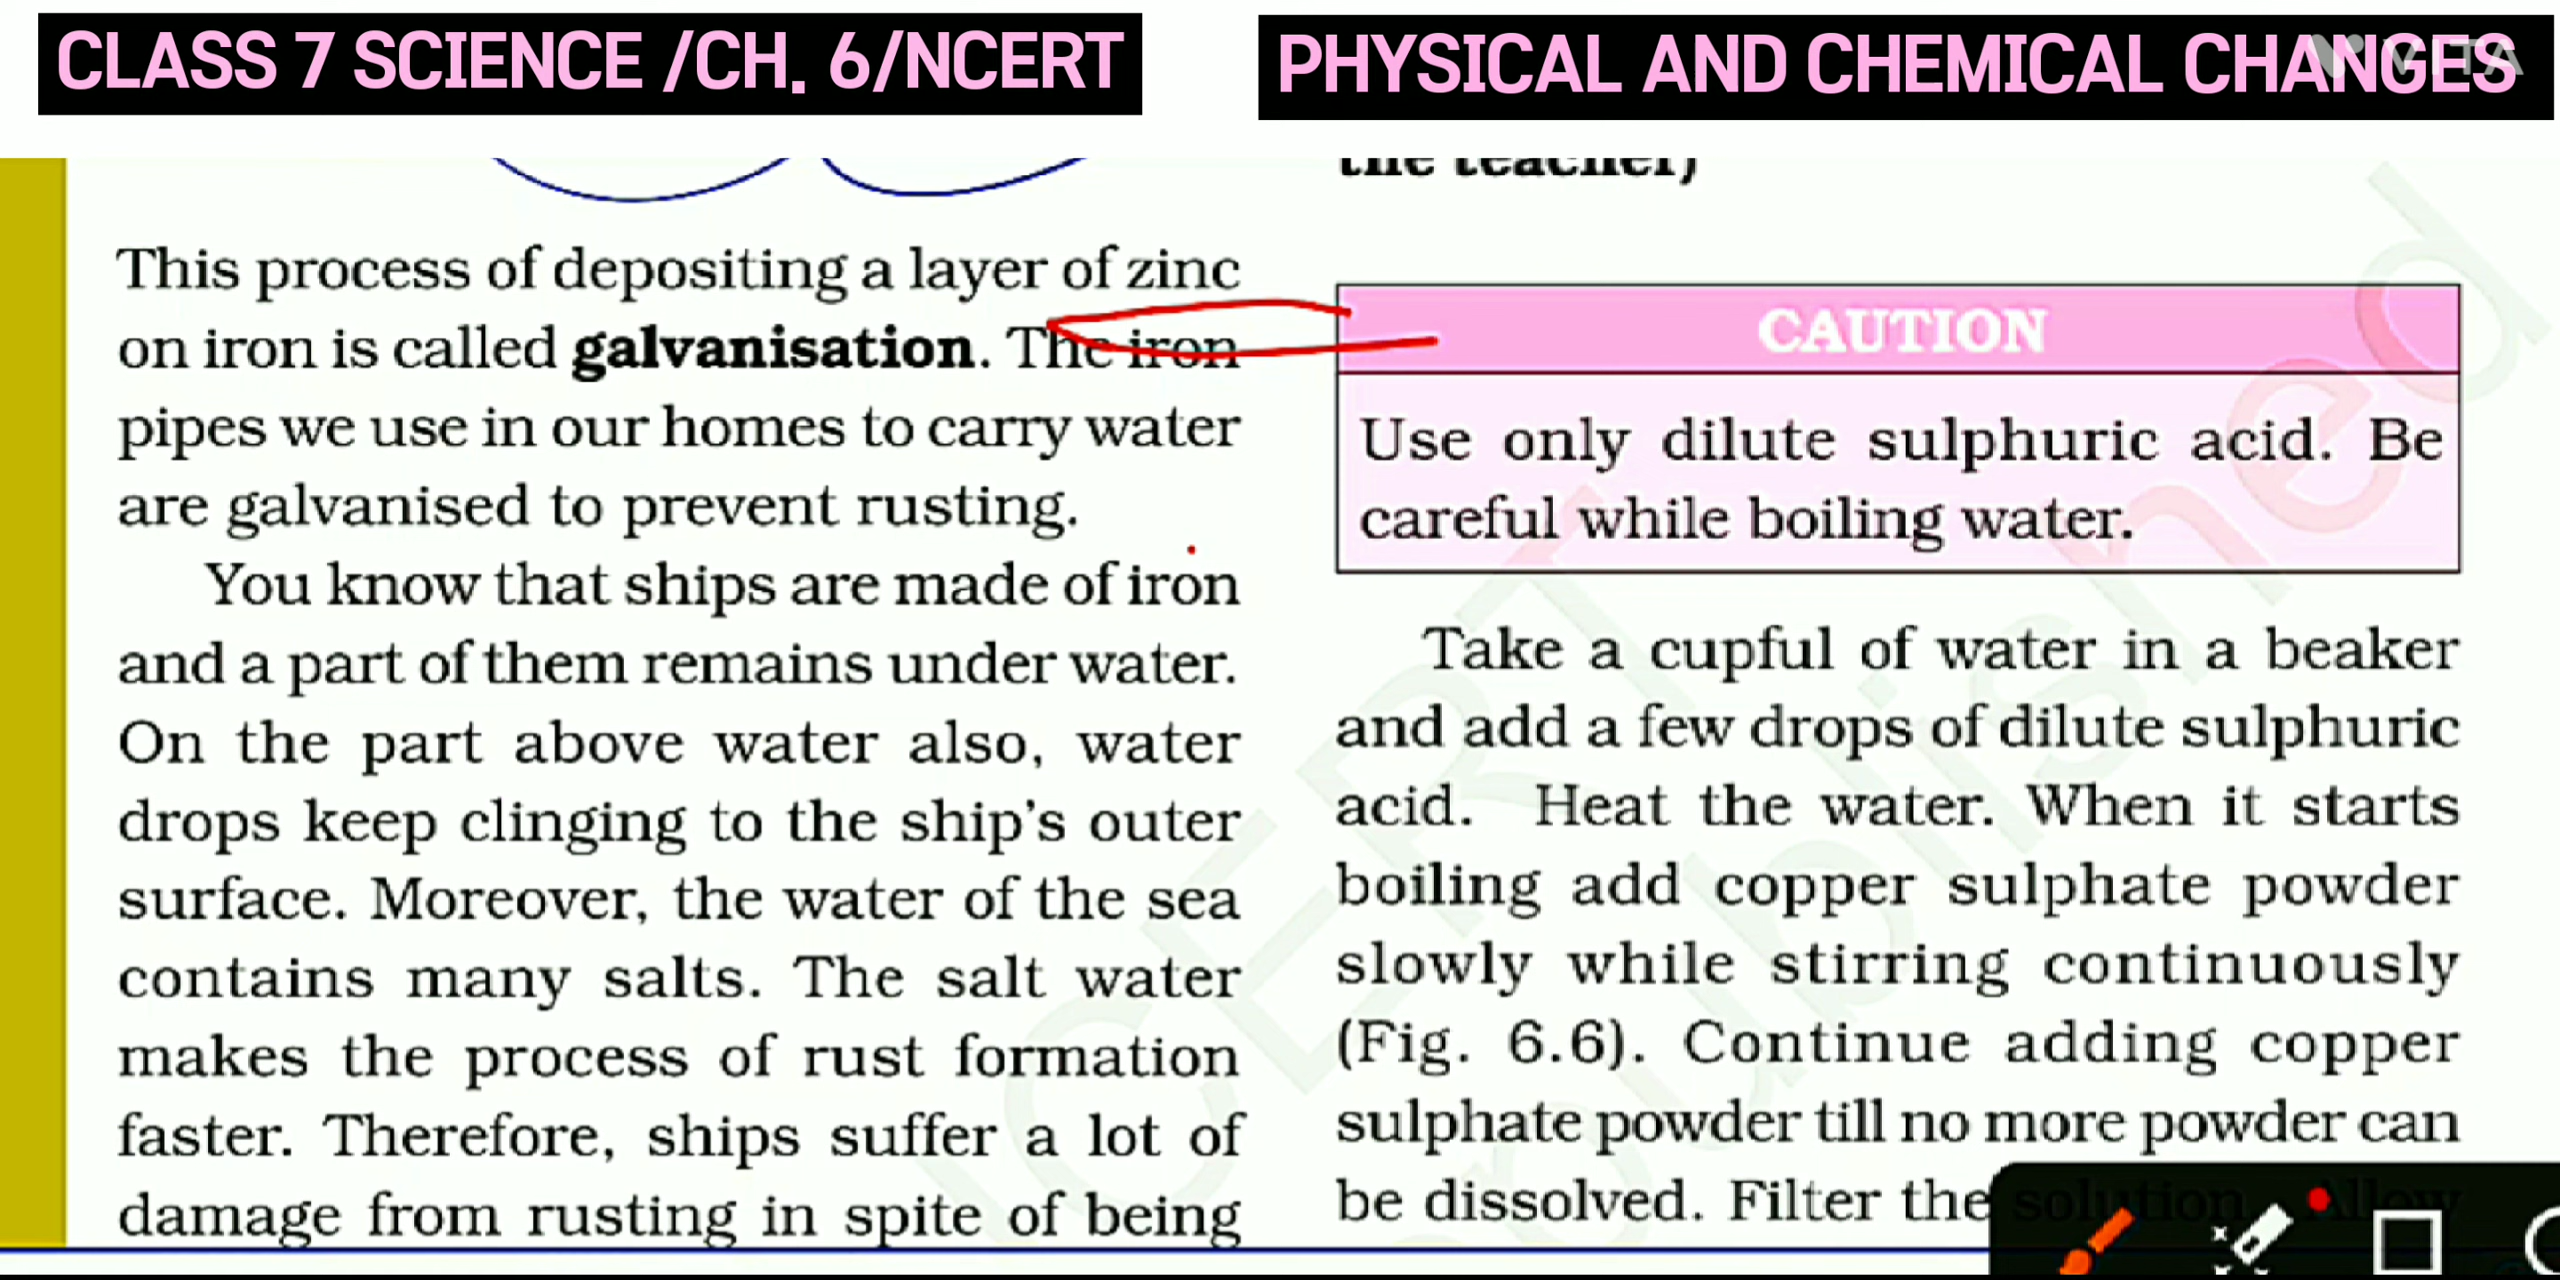 CLASS 7 SCIENCE /CH. 6/NCERT
PHYSICAL AND CHEMICAL CHANGES
VITA
This process of depositing a layer of zinc
on iron is called galvanisation. The iron
pipes we use in our homes to carry water
are galvanised to prevent rusting.
You know that ships are made of iron
and a part of them remains under water.
On the part above water also, water
drops keep clinging to the ship's outer
surface. Moreover, the water of the sea
contains many salts. The salt water
makes the process of rust formation
faster. Therefore, ships suffer a lot of
damage from rusting in spite of being
the teacher)
CAUTION
Use only dilute sulphuric acid. Be
careful while boiling water.
Take a cupful of water in a beaker
and add a few drops of dilute sulphuric
acid. Heat the water. When it starts
boiling add copper sulphate powder
slowly while stirring continuously
(Fig. 6.6). Continue adding copper
sulphate powder till no more powder can
be dissolved. Filter the solution. Allow